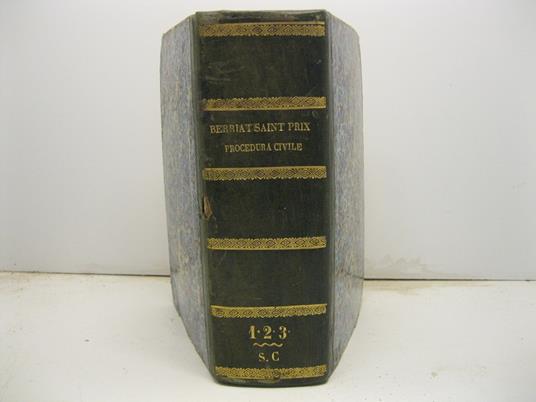 BERRIAT SAINT PRIX
PROCEDURA CIVILE
1·2·3·
S. C